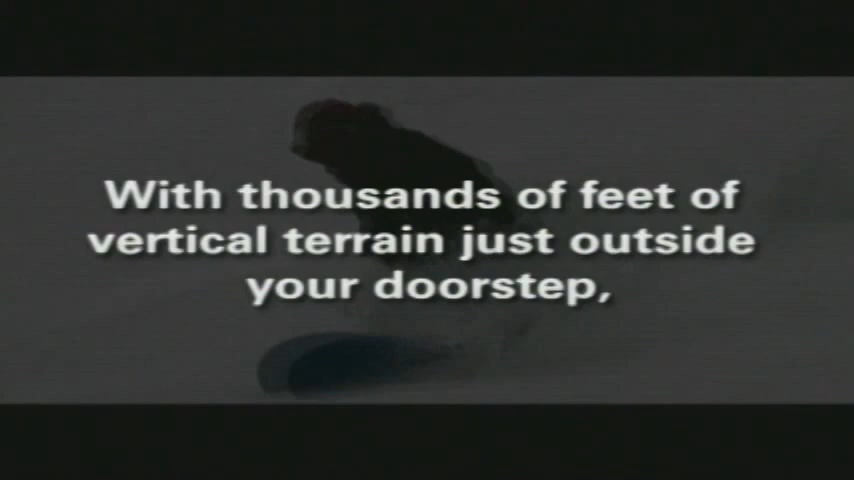 With thousands of feet of
vertical terrain just outside
your doorstep,